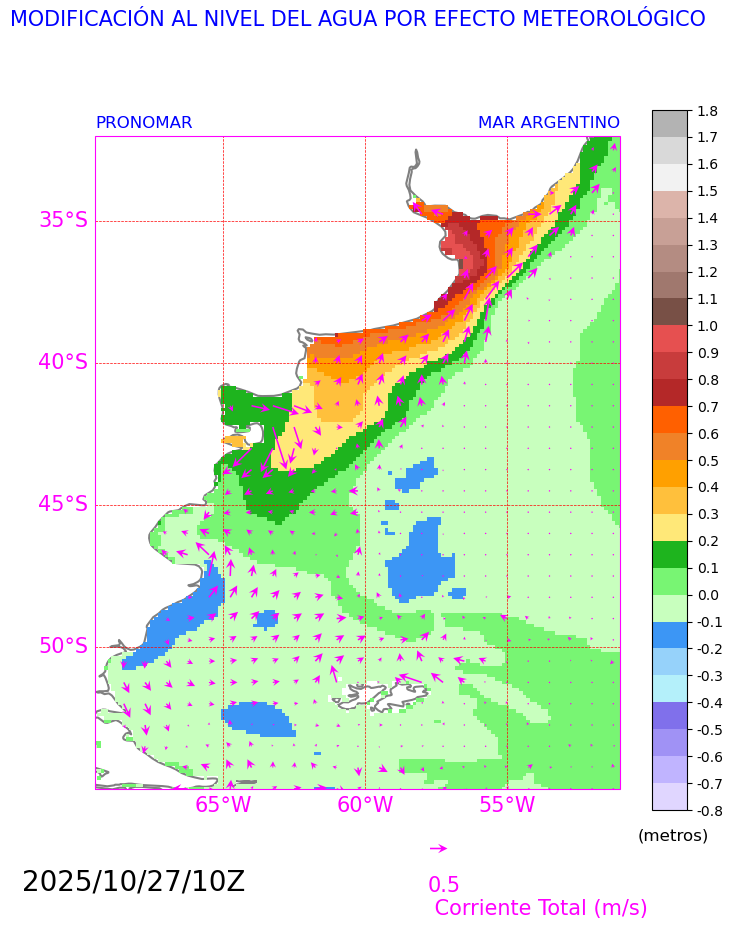 MODIFICACIÓN AL NIVEL DEL AGUA POR EFECTO METEOROLÓGICO
PRONOMAR MAR ARGENTINO
35°S
40°S
45°S
50°S
65°W 60°W 55°W
1.8
1.7
1.6
1.5
1.4
1.3
1.2
1.1
1.0
0.9
0.8
0.7
0.6
0.5
0.4
0.3
0.2
0.1
0.0
-0.1
-0.2
-0.3
-0.4
-0.5
-0.6
-0.7
-0.8
(metros)
2025/10/27/10Z
0.5
Corriente Total (m/s)